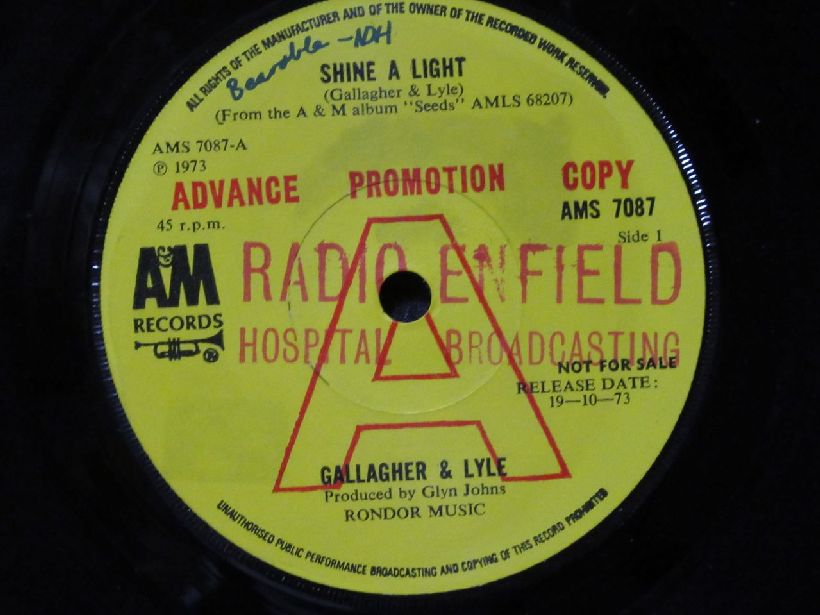 ALL RIGHTS OF THE MANUFACTURER AND OF THE OWNER OF THE RECORDED WORK RESERVED.
Bearable - NDH
SHINE A LIGHT
(Gallagher & Lyle)
(From the A & M album "Seeds" AMLS 68207)
AMS 7087-A
℗ 1973
ADVANCE PROMOTION COPY
AMS 7087
45 r.p.m.
Side 1
A&M
RECORDS
®
RADIO ENFIELD
HOSPITAL BROADCASTING
A
NOT FOR SALE
RELEASE DATE:
19—10—73
GALLAGHER & LYLE
Produced by Glyn Johns
RONDOR MUSIC
UNAUTHORISED PUBLIC PERFORMANCE BROADCASTING AND COPYING OF THIS RECORD PROHIBITED